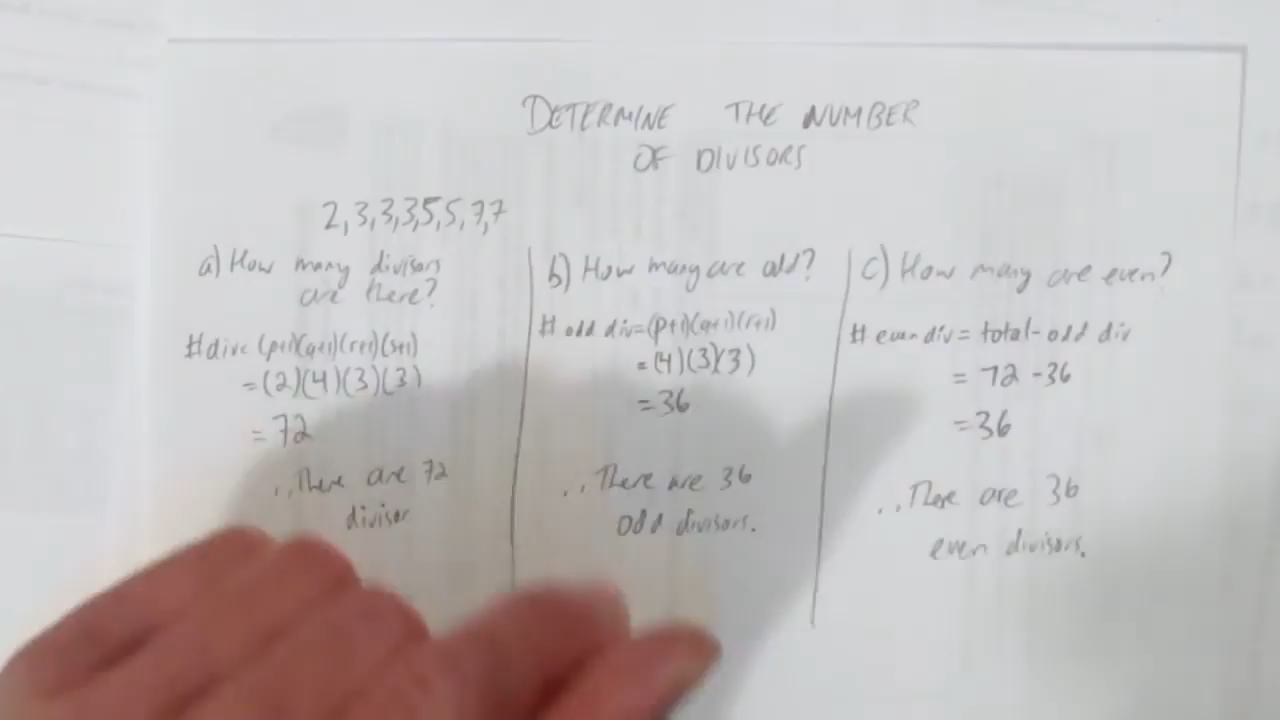 DETERMINE THE NUMBER
OF DIVISORS
2,3,3,3,5,5,7,7
a) How many divisors
are there?
# div= (p+1)(q+1)(r+1)(s+1)
=(2)(4)(3)(3)
=72
∴ There are 72
divisor
b) How many are odd?
# odd div=(p+1)(q+1)(r+1)
=(4)(3)(3)
=36
∴ There are 36
odd divisors.
c) How many are even?
# even div= total-odd div
= 72-36
=36
∴ There are 36
even divisors.